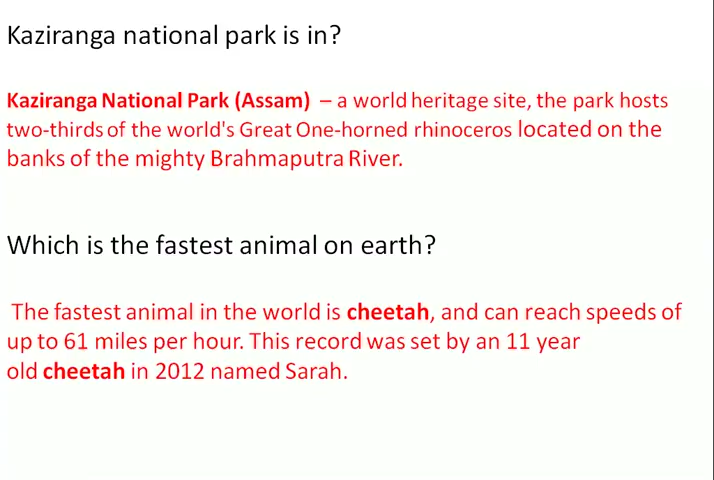 Kaziranga national park is in?
Kaziranga National Park (Assam) – a world heritage site, the park hosts
two-thirds of the world's Great One-horned rhinoceros located on the
banks of the mighty Brahmaputra River.
Which is the fastest animal on earth?
The fastest animal in the world is cheetah, and can reach speeds of
up to 61 miles per hour. This record was set by an 11 year
old cheetah in 2012 named Sarah.